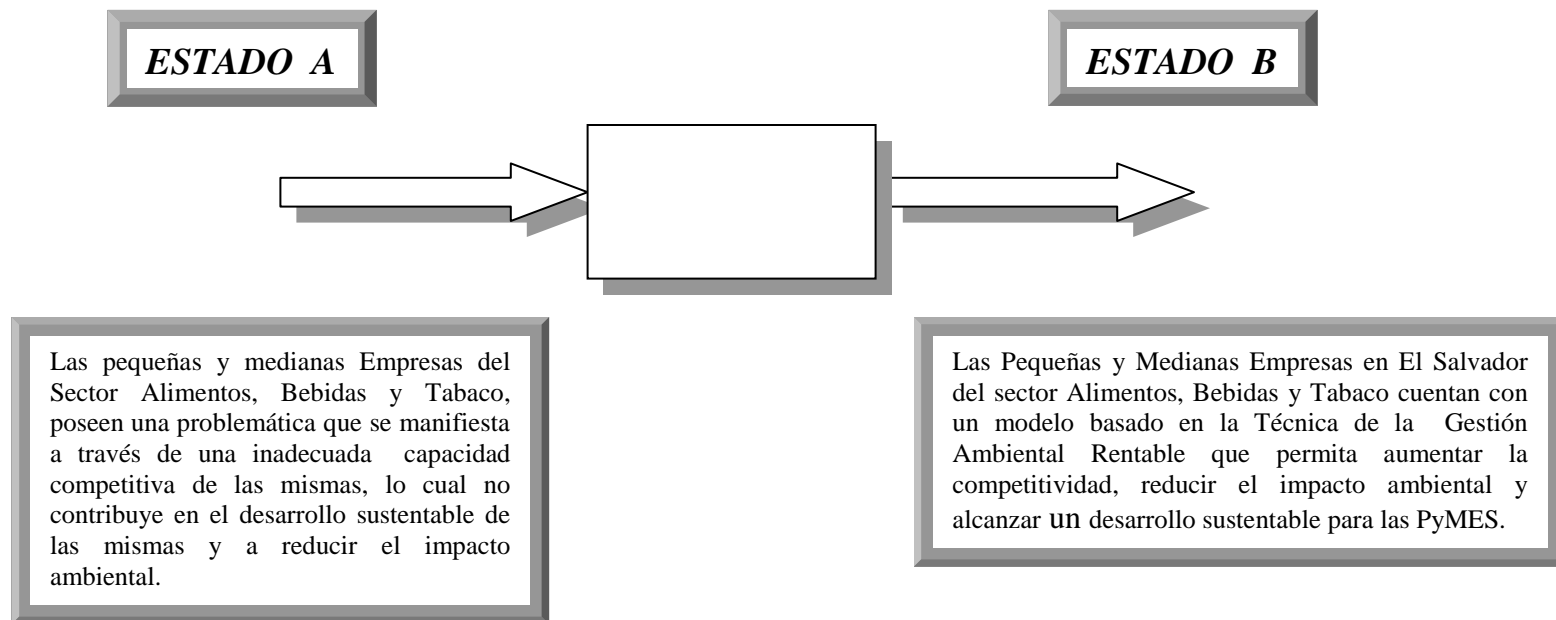 ESTADO A
ESTADO B
Las pequeñas y medianas Empresas del
Sector Alimentos, Bebidas y Tabaco,
poseen una problemática que se manifiesta
a través de una inadecuada capacidad
competitiva de las mismas, lo cual no
contribuye en el desarrollo sustentable de
las mismas y a reducir el impacto
ambiental.
Las Pequeñas y Medianas Empresas en El Salvador
del sector Alimentos, Bebidas y Tabaco cuentan con
un modelo basado en la Técnica de la Gestión
Ambiental Rentable que permita aumentar la
competitividad, reducir el impacto ambiental y
alcanzar un desarrollo sustentable para las PyMES.